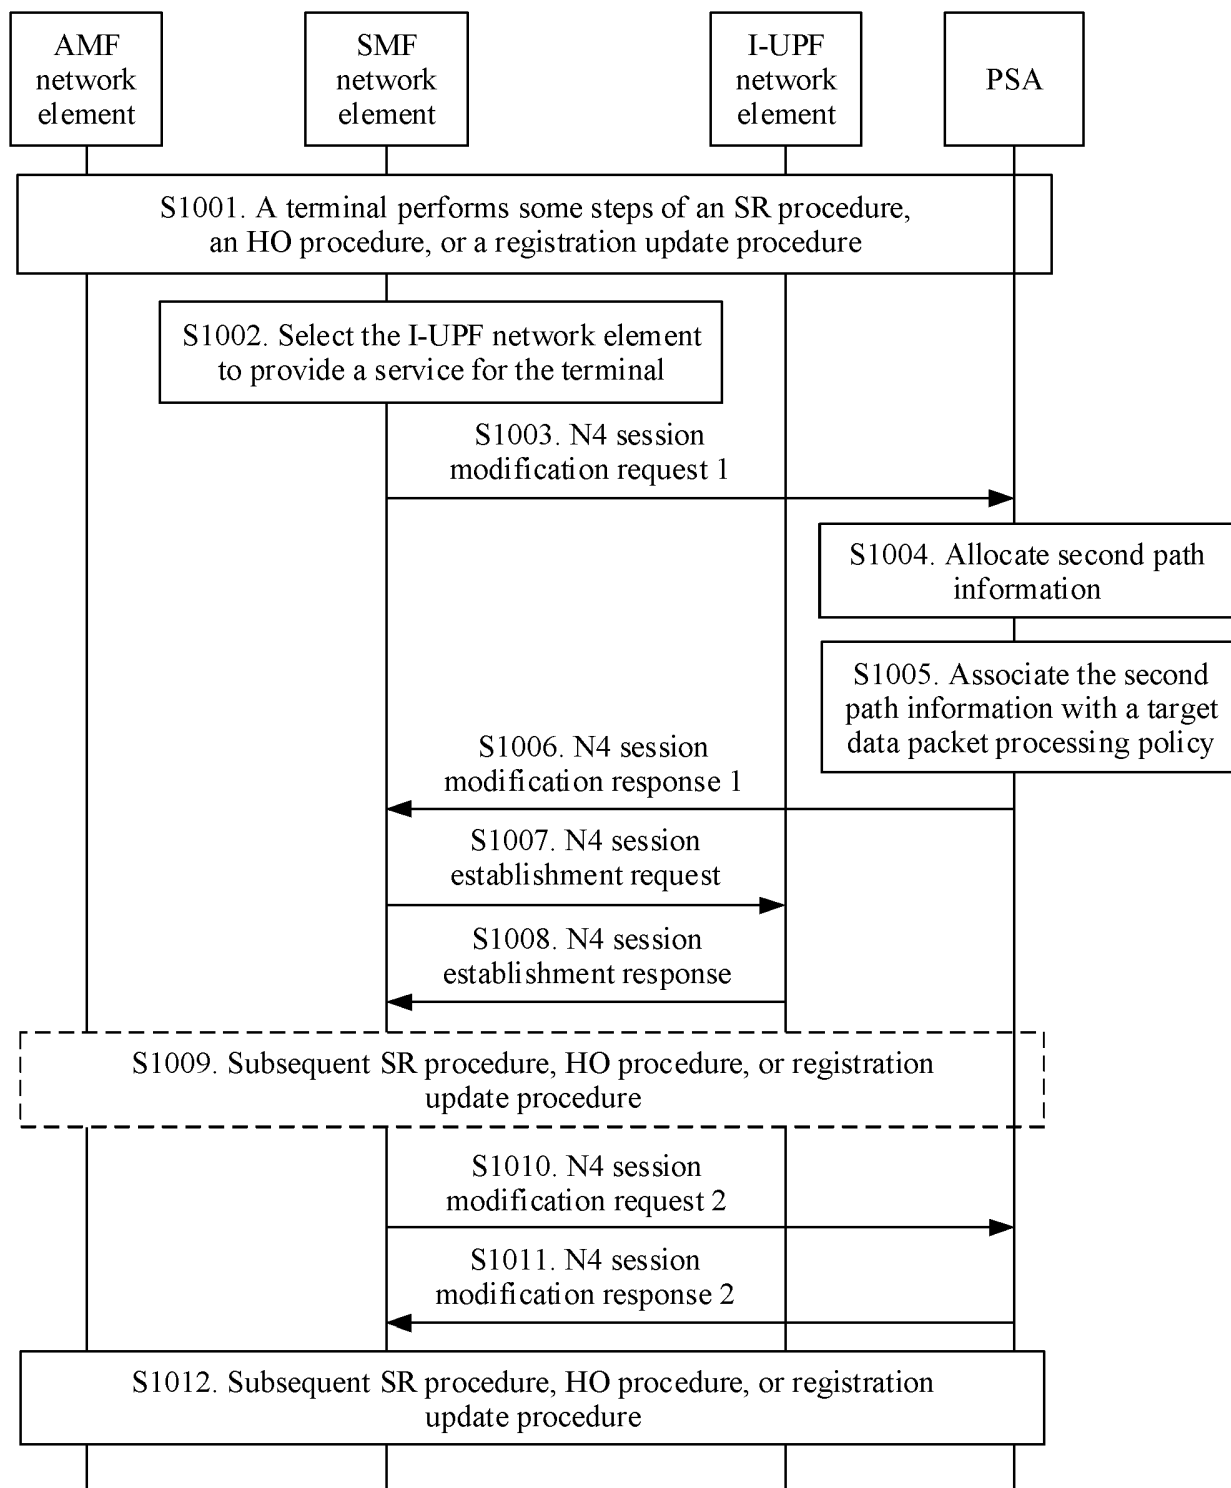 AMF
network
element
SMF
network
element
I-UPF
network
element
PSA
S1001. A terminal performs some steps of an SR procedure,
an HO procedure, or a registration update procedure
S1002. Select the I-UPF network element
to provide a service for the terminal
S1003. N4 session
modification request 1
S1004. Allocate second path
information
S1005. Associate the second
path information with a target
data packet processing policy
S1006. N4 session
modification response 1
S1007. N4 session
establishment request
S1008. N4 session
establishment response
S1009. Subsequent SR procedure, HO procedure, or registration
update procedure
S1010. N4 session
modification request 2
S1011. N4 session
modification response 2
S1012. Subsequent SR procedure, HO procedure, or registration
update procedure